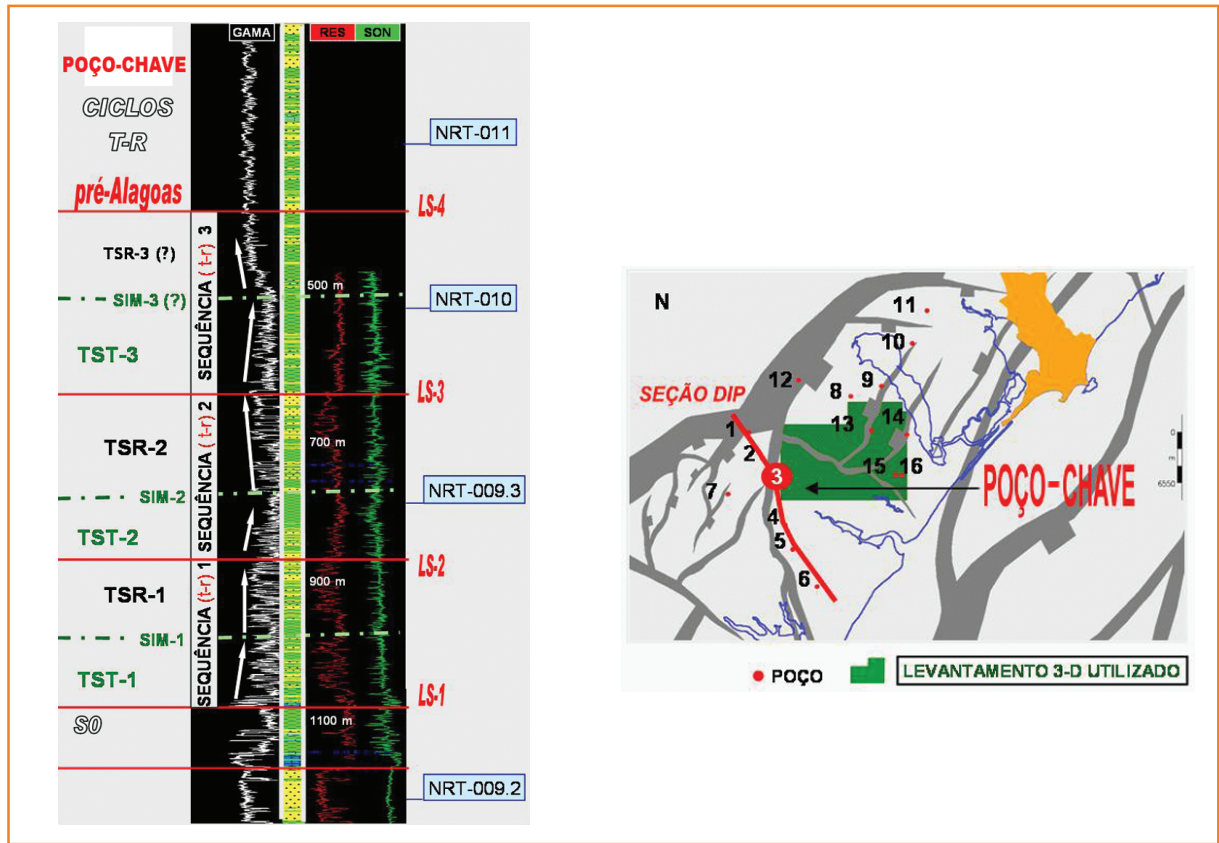 GAMA RES SON
POÇO-CHAVE
CICLOS
T-R
pré-Alagoas
NRT-011
LS-4
SEQUÊNCIA (t-r) 3
TSR-3 (?)
500 m
SIM-3 (?)
NRT-010
TST-3
LS-3
SEQUÊNCIA (t-r) 2
TSR-2
700 m
SIM-2
NRT-009.3
TST-2
LS-2
SEQUÊNCIA (t-r) 1
TSR-1
900 m
SIM-1
TST-1
LS-1
S0
1100 m
NRT-009.2
N
11
10
12
9
8
SEÇÃO DIP
13
14
1
2
15
16
3
7
POÇO-CHAVE
4
5
6
0
m
6550
POÇO
LEVANTAMENTO 3-D UTILIZADO